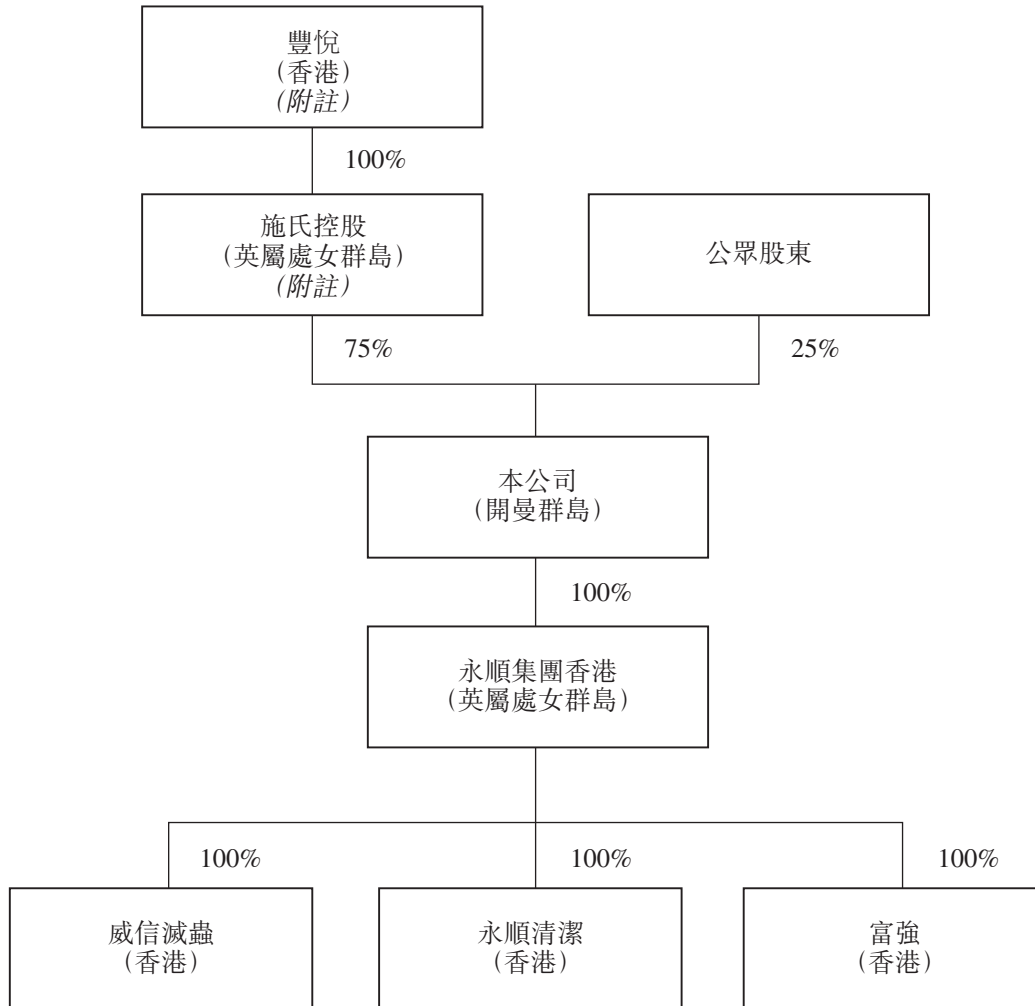 豐悅
(香港)
(附註)
100%
施氏控股
(英屬處女群島)
(附註)
公眾股東
75%
25%
本公司
(開曼群島)
100%
永順集團香港
(英屬處女群島)
100%
100%
100%
威信滅蟲
(香港)
永順清潔
(香港)
富強
(香港)